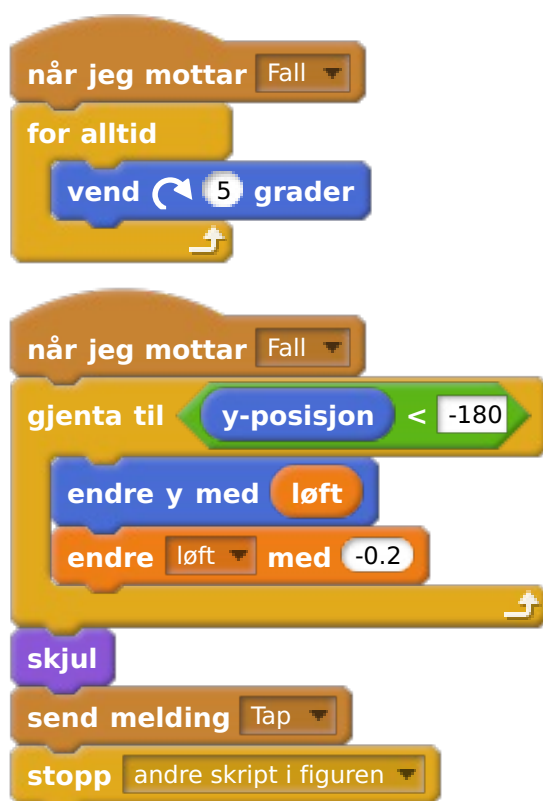 når jeg mottar Fall
for alltid
vend 5 grader
når jeg mottar Fall
gjenta til y-posisjon < -180
endre y med løft
endre løft med -0.2
skjul
send melding Tap
stopp andre skript i figuren